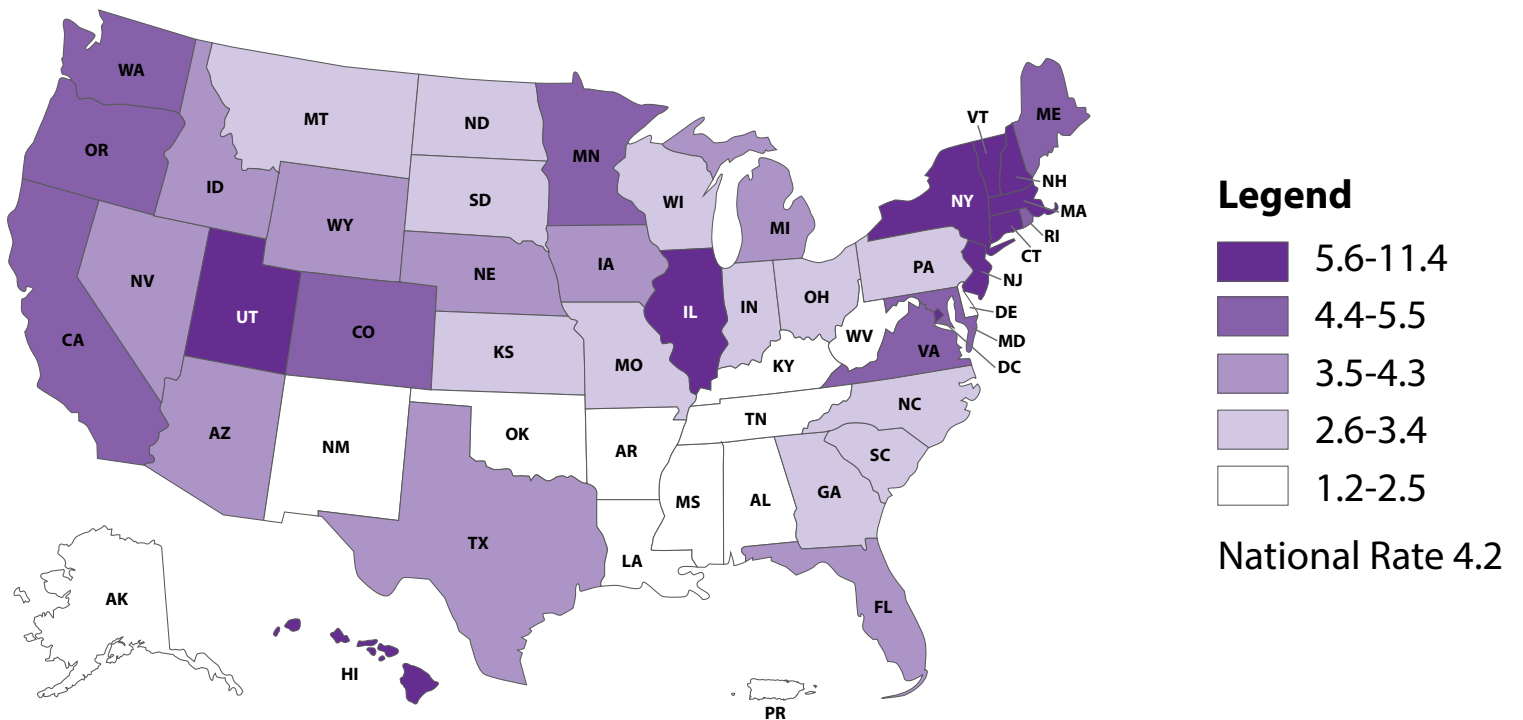 WA
MT
ND
MN
VT
ME
OR
ID
SD
WI
NH
NY
MA
WY
MI
RI
CT
NV
NE
IA
PA
NJ
UT
CO
IL
IN
OH
DE
CA
KS
MO
WV
MD
KY
VA
DC
AZ
NM
OK
TN
NC
AR
SC
MS
AL
GA
TX
LA
AK
FL
HI
PR
Legend
5.6-11.4
4.4-5.5
3.5-4.3
2.6-3.4
1.2-2.5
National Rate 4.2